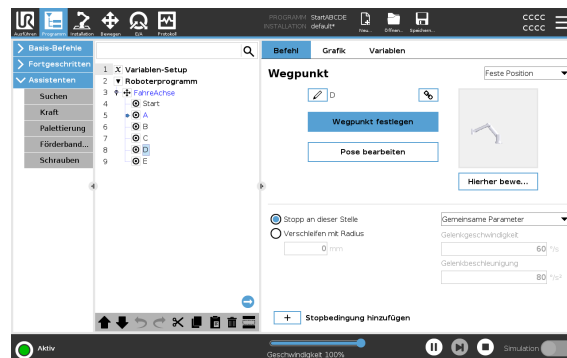 PROGRAMM StartABCDE
INSTALLATION default*
Neu... Öffnen... Speichern...
CCCC
CCCC
Ausführen Programm Installation Bewegen E/A Protokoll
Basis-Befehle
Fortgeschritten
Assistenten
Suchen
Kraft
Palettierung
Förderband...
Schrauben
1 X Variablen-Setup
2 Roboterprogramm
3 FahreAchse
4 Start
5 A
6 B
7 C
8 D
9 E
Befehl Grafik Variablen
Wegpunkt
Feste Position
D
Wegpunkt festlegen
Pose bearbeiten
Hierher bewe...
Stopp an dieser Stelle
Verschleifen mit Radius
0 mm
Gemeinsame Parameter
Gelenkgeschwindigkeit
60 °/s
Gelenkbeschleunigung
80 °/s²
+ Stopbedingung hinzufügen
Aktiv
Geschwindigkeit 100%
Simulation